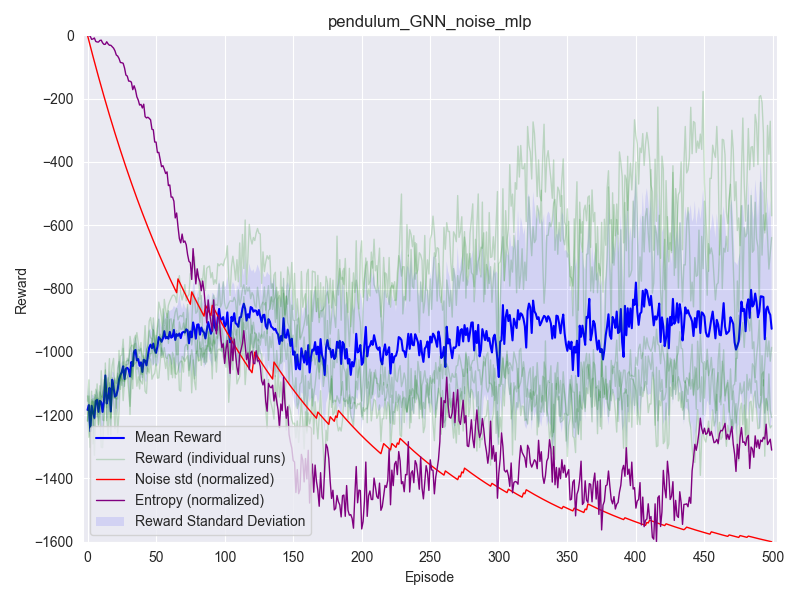 pendulum_GNN_noise_mlp
0
−200
−400
−600
−800
−1000
−1200
−1400
−1600
Reward
Mean Reward
Reward (individual runs)
Noise std (normalized)
Entropy (normalized)
Reward Standard Deviation
0 50 100 150 200 250 300 350 400 450 500
Episode